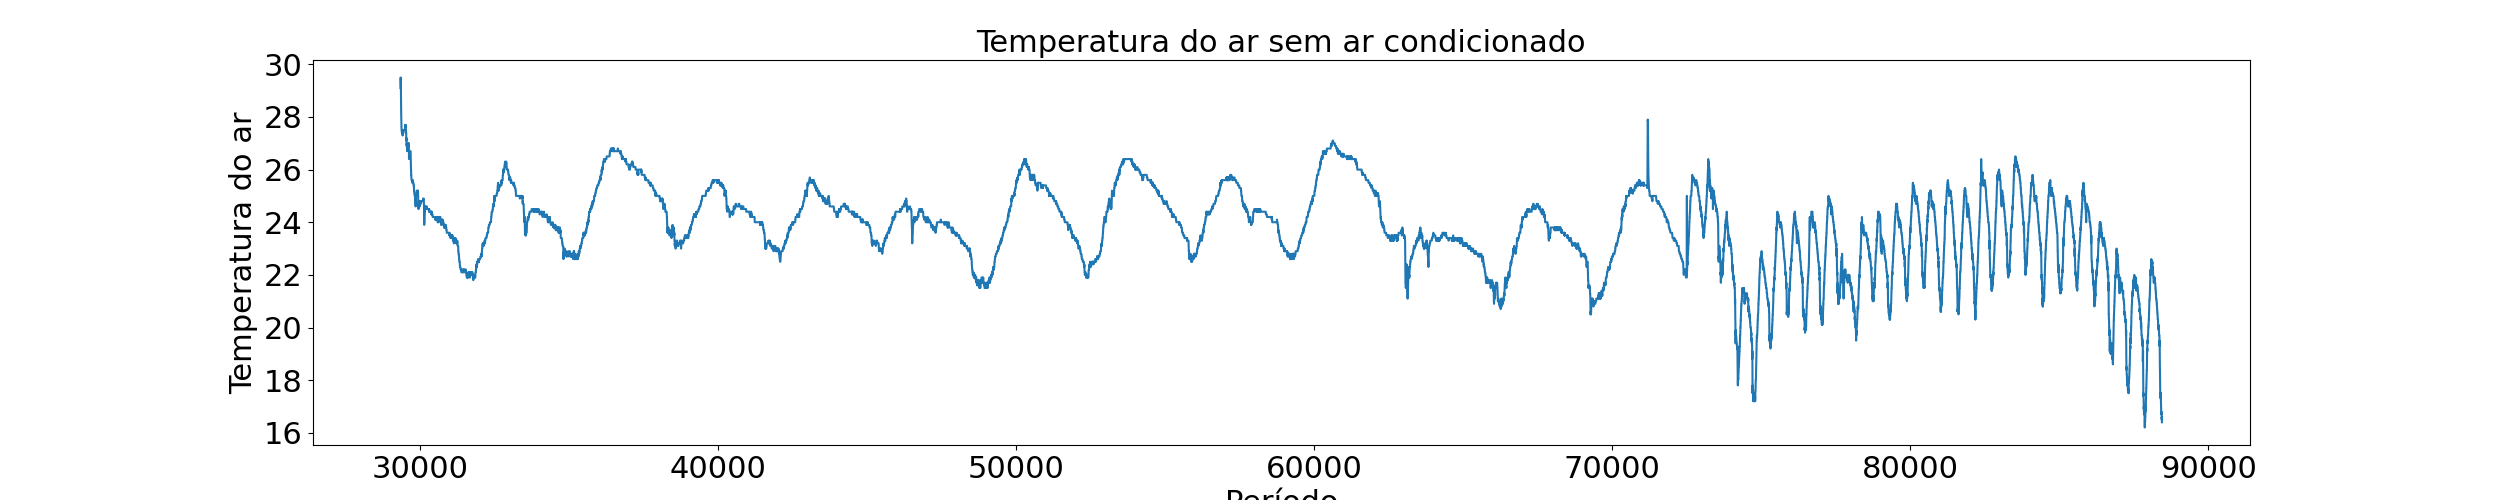 Temperatura do ar sem ar condicionado
Temperatura do ar
30
28
26
24
22
20
18
16
30000 40000 50000 60000 70000 80000 90000
Período